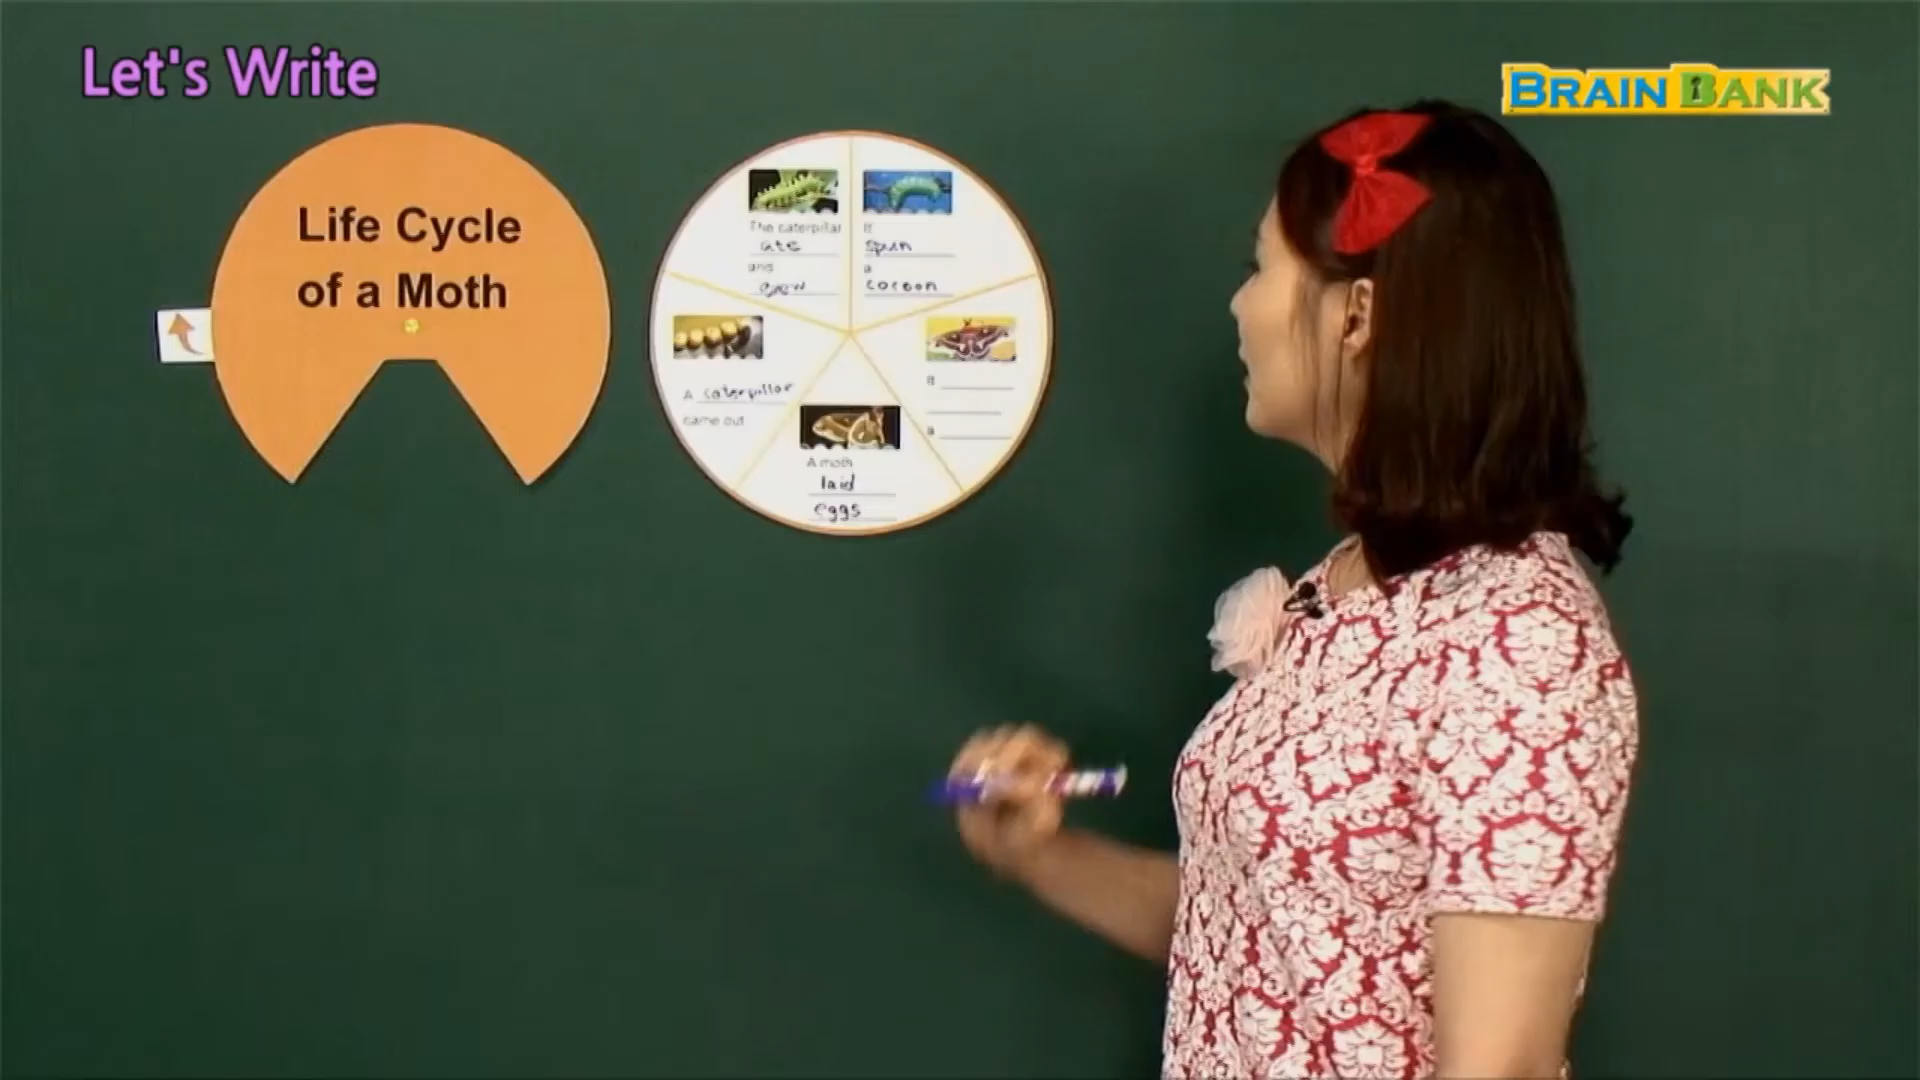 Let's Write
BRAIN BANK
Life Cycle
of a Moth
The caterpillar
ate
and
grew
It
spun
a
cocoon
A caterpillar
came out
A moth
laid
eggs
It
a